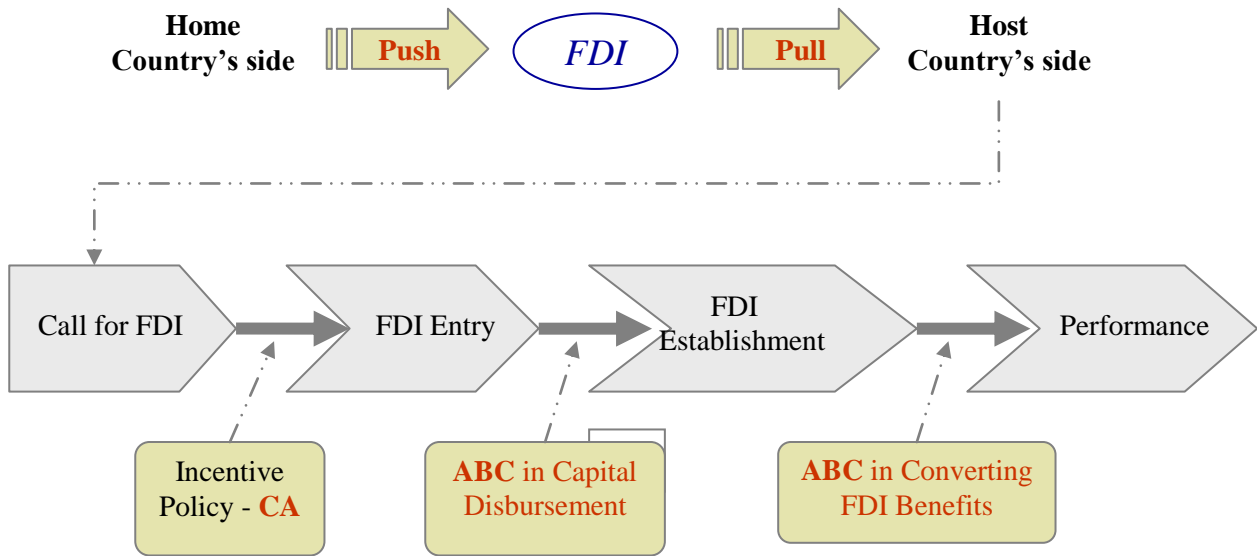 Home
Country’s side
Push
FDI
Pull
Host
Country’s side
Call for FDI
FDI Entry
FDI
Establishment
Performance
Incentive
Policy - CA
ABC in Capital
Disbursement
ABC in Converting
FDI Benefits